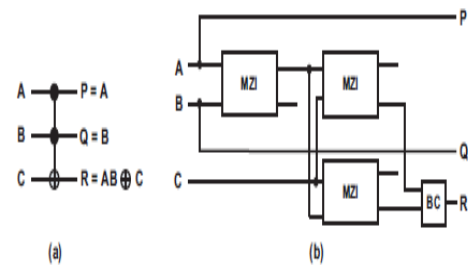 A
P = A
B
Q = B
C
R = AB ⊕ C
(a)
P
A
MZI
MZI
B
Q
C
MZI
BC
R
(b)